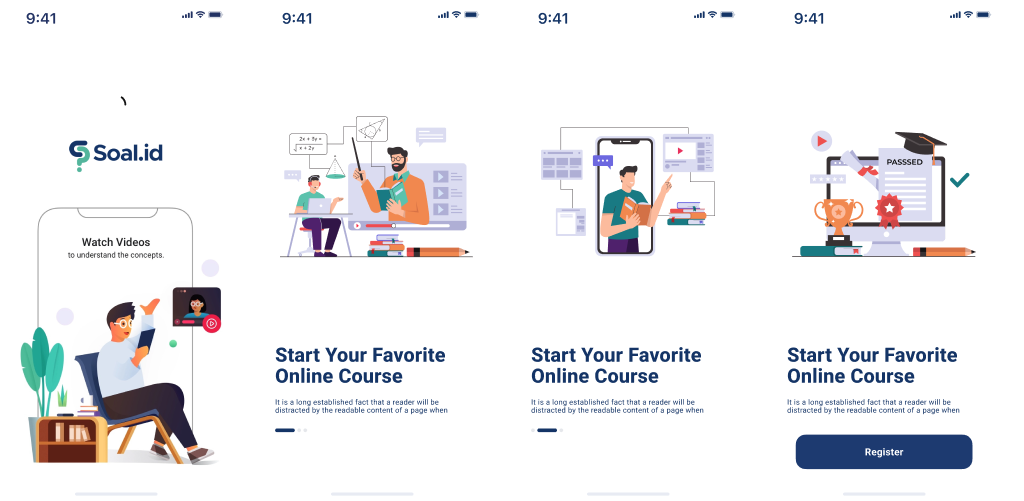 9:41
Soal.id
Watch Videos
to understand the concepts.
9:41
2x + 3y =
√x + 2y
Start Your Favorite
Online Course
It is a long established fact that a reader will be
distracted by the readable content of a page when
9:41
Start Your Favorite
Online Course
It is a long established fact that a reader will be
distracted by the readable content of a page when
9:41
PASSSED
Start Your Favorite
Online Course
It is a long established fact that a reader will be
distracted by the readable content of a page when
Register